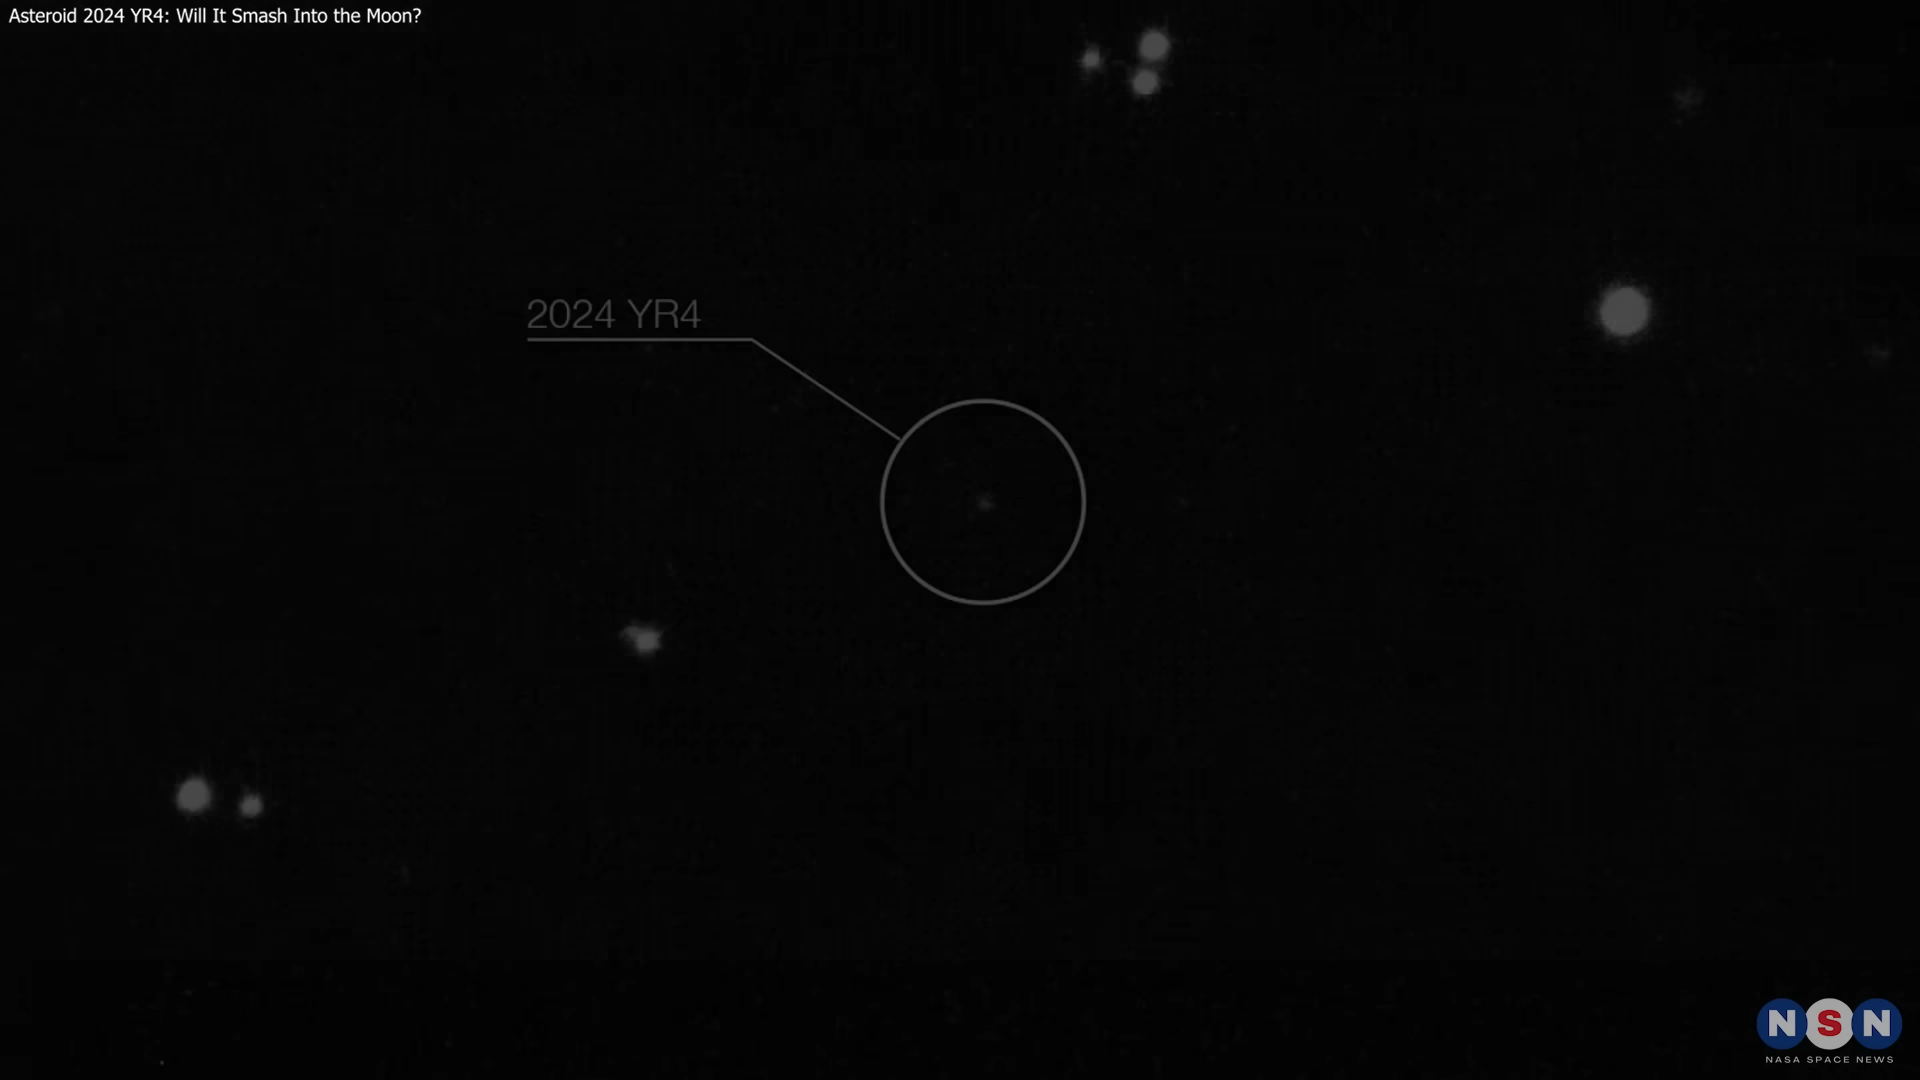 Asteroid 2024 YR4: Will It Smash Into the Moon?
2024 YR4
NSN
NASA SPACE NEWS